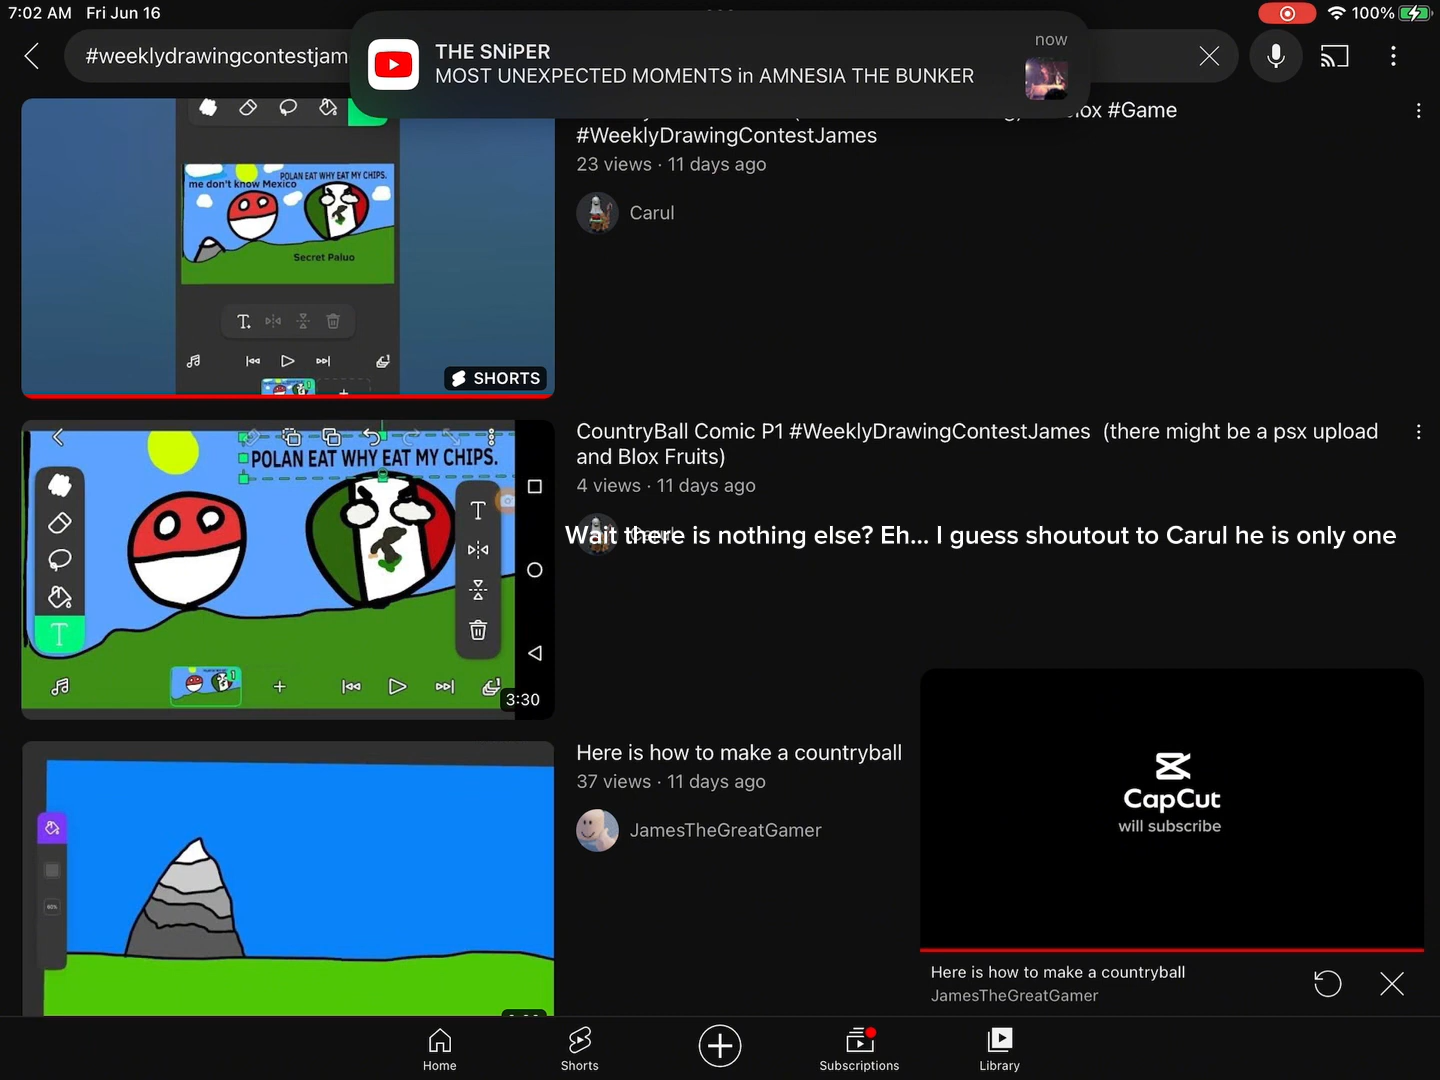 7:02 AM Fri Jun 16
100%
#weeklydrawingcontestjam
THE SNiPER
now
MOST UNEXPECTED MOMENTS in AMNESIA THE BUNKER
lox #Game
#WeeklyDrawingContestJames
23 views · 11 days ago
Carul
POLAN EAT WHY EAT MY CHIPS.
me don't know Mexico
Secret Paluo
SHORTS
POLAN EAT WHY EAT MY CHIPS.
3:30
CountryBall Comic P1 #WeeklyDrawingContestJames (there might be a psx upload
and Blox Fruits)
4 views · 11 days ago
Wait there is nothing else? Eh... I guess shoutout to Carul he is only one
Here is how to make a countryball
37 views · 11 days ago
JamesTheGreatGamer
60%
CapCut
will subscribe
Here is how to make a countryball
JamesTheGreatGamer
Home
Shorts
Subscriptions
Library